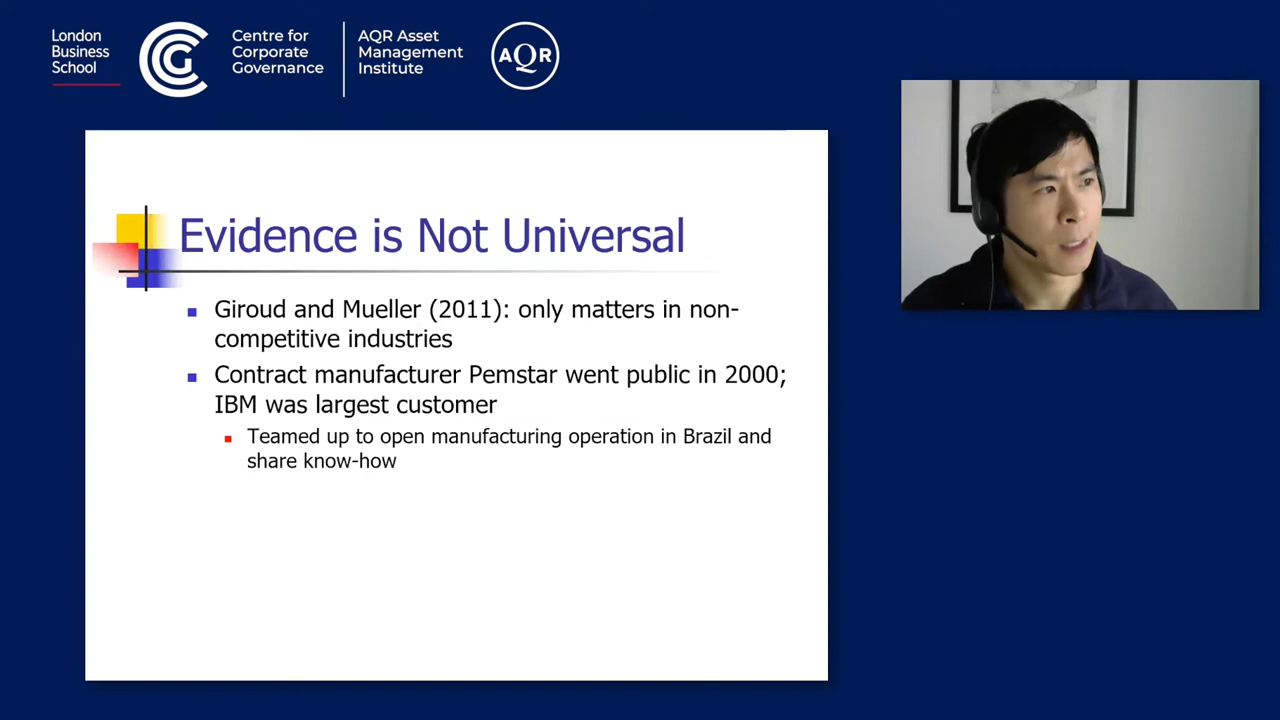 London
Business
School
Centre for
Corporate
Governance
AQR Asset
Management
Institute
AQR
Evidence is Not Universal
Giroud and Mueller (2011): only matters in non-
competitive industries
Contract manufacturer Pemstar went public in 2000;
IBM was largest customer
Teamed up to open manufacturing operation in Brazil and
share know-how